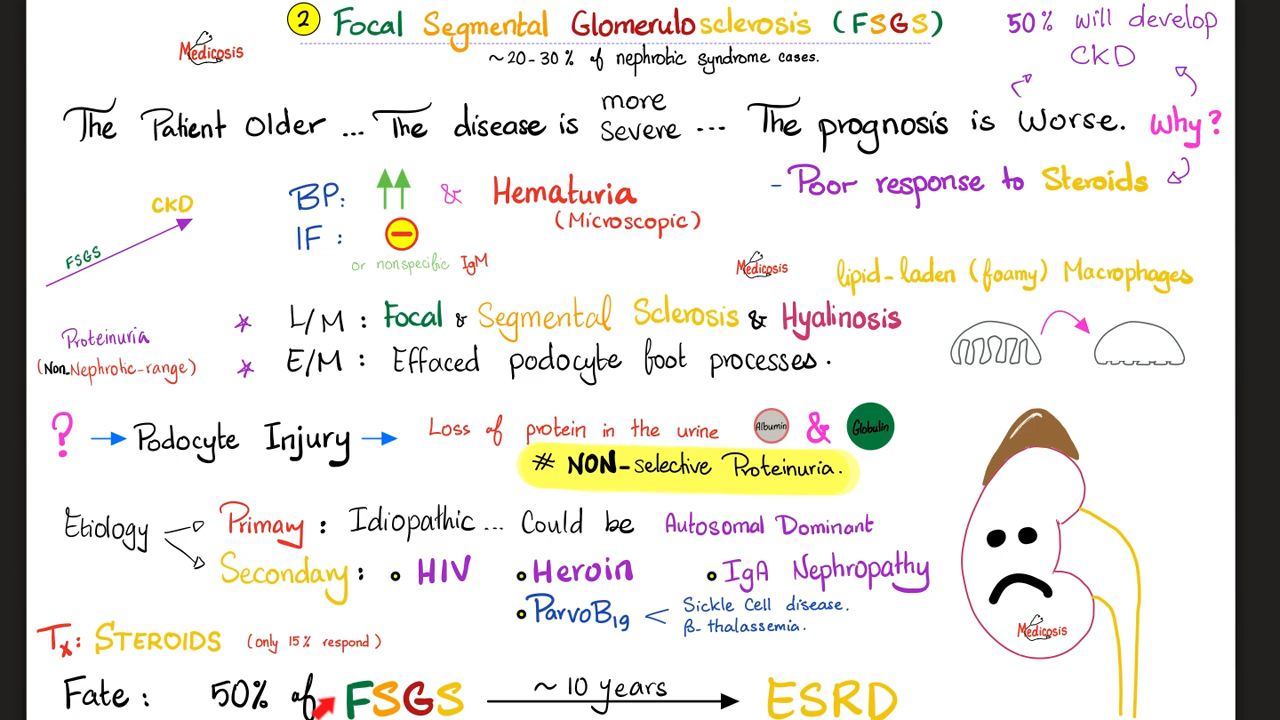 2 Focal Segmental Glomerulosclerosis (FSGS)
50% will develop CKD
Medicosis
~20-30% of nephrotic syndrome cases.
The Patient Older ... The disease is more severe ... The prognosis is Worse. Why?
- Poor response to Steroids
CKD
FSGS
BP: & Hematuria
(Microscopic)
IF :
or nonspecific IgM
Medicosis
lipid-laden (foamy) Macrophages
Proteinuria
(Non-Nephrotic-range)
* L/M : Focal & Segmental Sclerosis & Hyalinosis
* E/M : Effaced podocyte foot processes.
? → Podocyte Injury → Loss of protein in the urine Albumin & Globulin
# NON-selective Proteinuria.
Etiology
Primary : Idiopathic ... Could be Autosomal Dominant
Secondary : • HIV • Heroin • IgA Nephropathy
• ParvoB19 < Sickle Cell disease.
β-thalassemia.
Medicosis
Tx: STEROIDS (only 15% respond)
Fate : 50% of FSGS ~ 10 years → ESRD